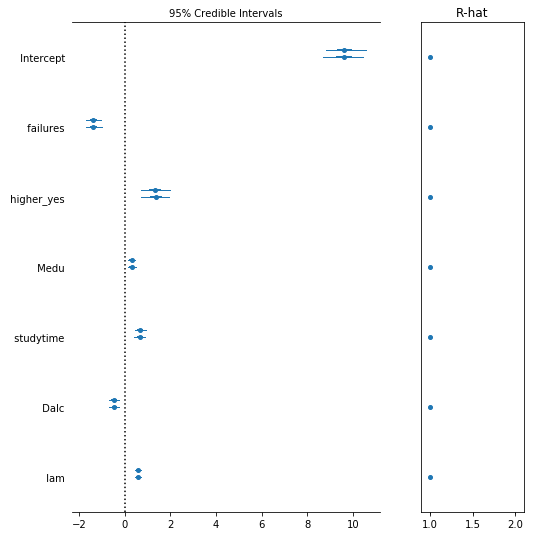 95% Credible Intervals
R-hat
Intercept
failures
higher_yes
Medu
studytime
Dalc
lam
−2 0 2 4 6 8 10
1.0 1.5 2.0